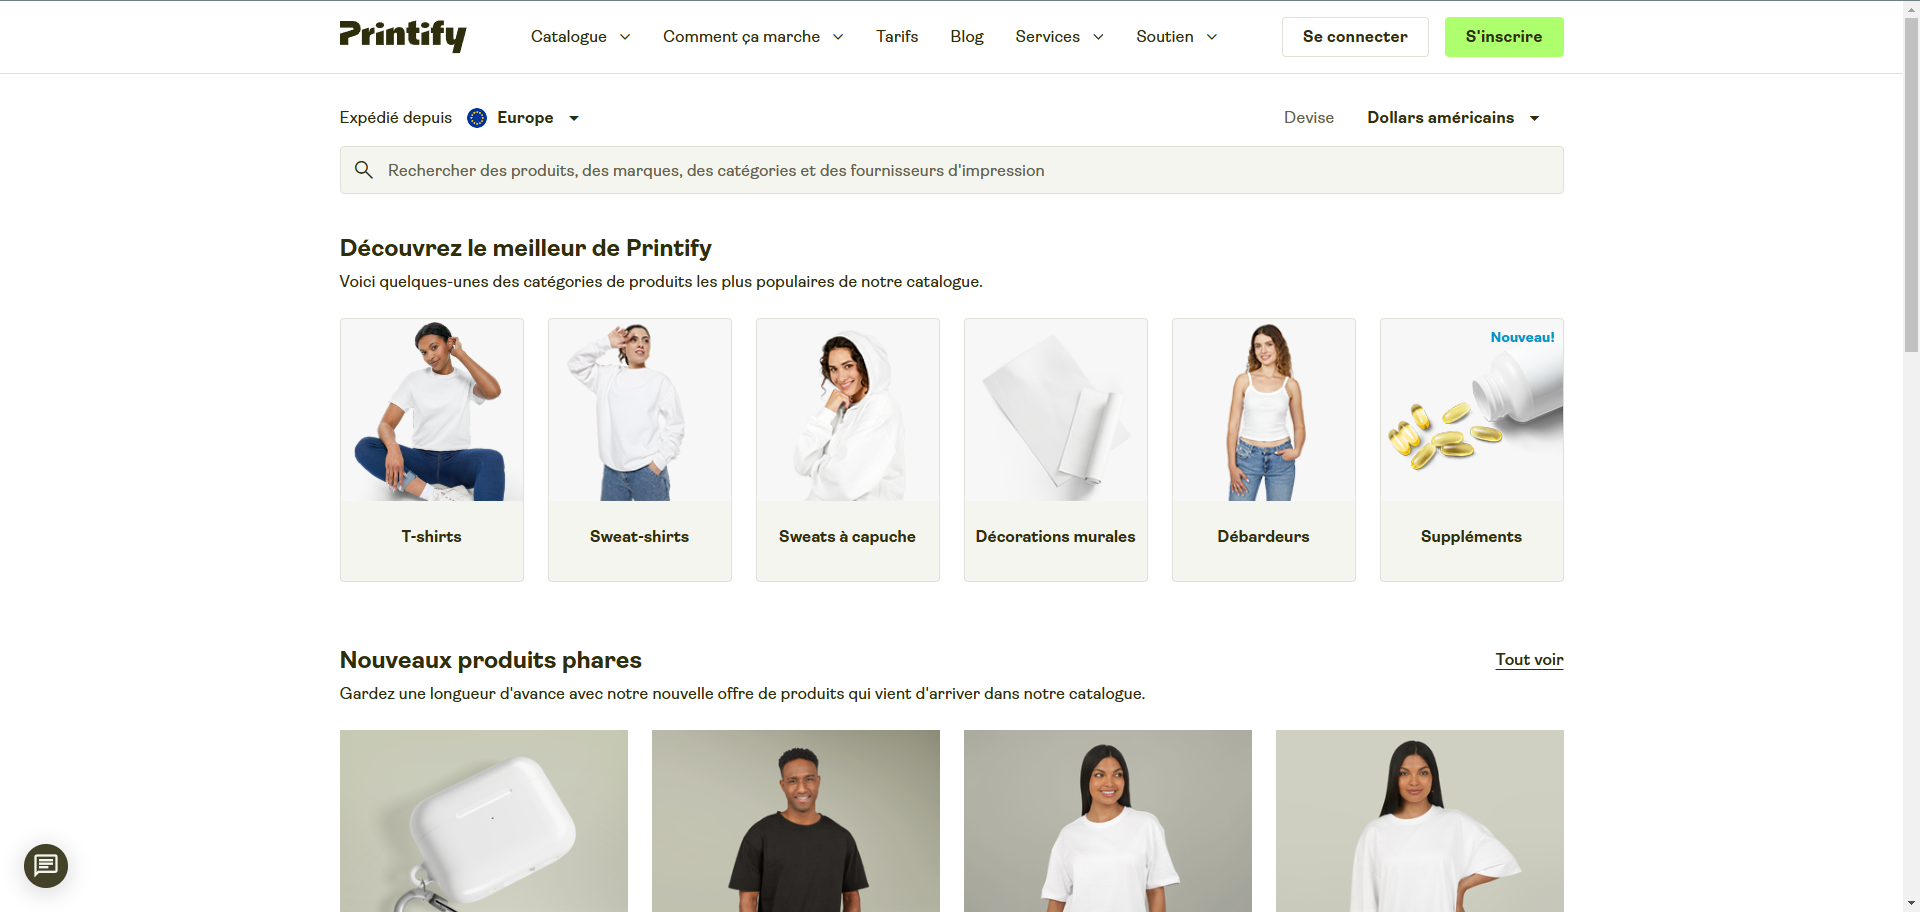 Printify
Catalogue
Comment ça marche
Tarifs
Blog
Services
Soutien
Se connecter
S'inscrire
Expédié depuis
Europe
Devise
Dollars américains
Rechercher des produits, des marques, des catégories et des fournisseurs d'impression
Découvrez le meilleur de Printify
Voici quelques-unes des catégories de produits les plus populaires de notre catalogue.
Nouveau!
T-shirts
Sweat-shirts
Sweats à capuche
Décorations murales
Débardeurs
Suppléments
Nouveaux produits phares
Tout voir
Gardez une longueur d'avance avec notre nouvelle offre de produits qui vient d'arriver dans notre catalogue.